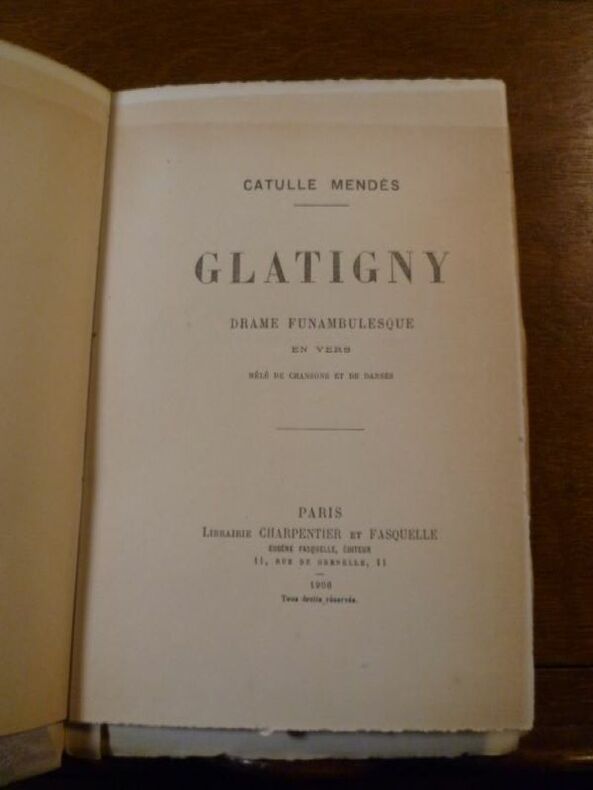 CATULLE MENDÈS
GLATIGNY
DRAME FUNAMBULESQUE
EN VERS
MÊLÉ DE CHANSONS ET DE DANSES
PARIS
LIBRAIRIE CHARPENTIER ET FASQUELLE
EUGÈNE FASQUELLE, ÉDITEUR
11, RUE DE GRENELLE, 11
1906
Tous droits réservés.